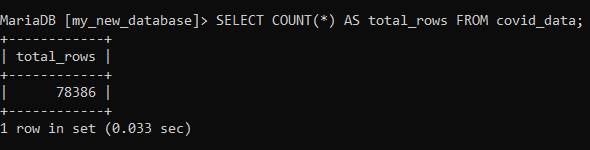 MariaDB [my_new_database]> SELECT COUNT(*) AS total_rows FROM covid_data;
+------------+
| total_rows |
+------------+
|      78386 |
+------------+
1 row in set (0.033 sec)